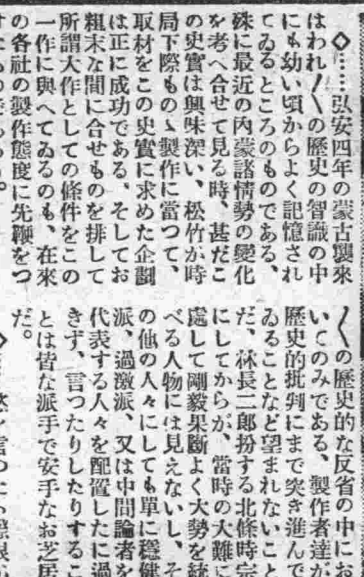 ◇……弘安四年の蒙古襲來
はわれ〳〵の歴史の智識の中
にも幼い頃からよく記憶され
てゐるところのものである、
殊に最近の内蒙諸情勢の變化
を考へ合せて見る時、甚だこ
の史實は興味深い、松竹が時
局下際ものゝ製作に當つて、
取材をこの史實に求めた企劃
は正に成功である、そしてお
粗末な間に合せものを排して
所謂大作としての條件をこの
一作に與へてゐるのも、在來
の各社の製作態度に先鞭をつ
〳〵の歴史的な反省の中にお
いてのみである、製作者達が
歴史的批判にまで突き進んで
ゐることなど望まれないこと
だ、林長二郎扮する北條時宗
にしてからが、當時の大難に
處して剛毅果斷よく大勢を統
べる人物には見えないし、そ
の他の人々にしても單に穩健
派、過激派、又は中間論者を
代表する人々を配置したに過
きず、言つたりしたりするこ
とは皆な派手で安手なお芝居
だ。